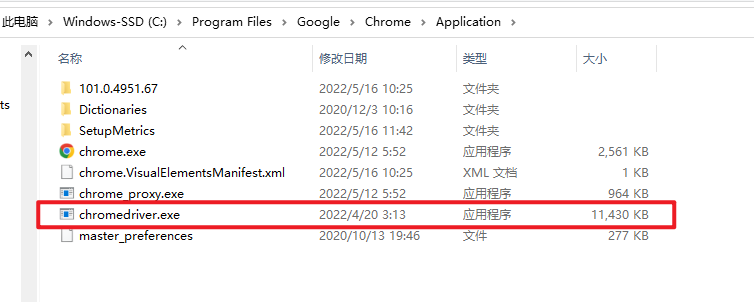 此电脑 > Windows-SSD (C:) > Program Files > Google > Chrome > Application >
名称 修改日期 类型 大小
101.0.4951.67 2022/5/16 10:25 文件夹
ts Dictionaries 2020/12/3 10:16 文件夹
SetupMetrics 2022/5/16 11:42 文件夹
chrome.exe 2022/5/12 5:52 应用程序 2,561 KB
chrome.VisualElementsManifest.xml 2022/5/16 10:25 XML 文档 1 KB
chrome_proxy.exe 2022/5/12 5:52 应用程序 964 KB
chromedriver.exe 2022/4/20 3:13 应用程序 11,430 KB
master_preferences 2020/10/13 19:46 文件 277 KB